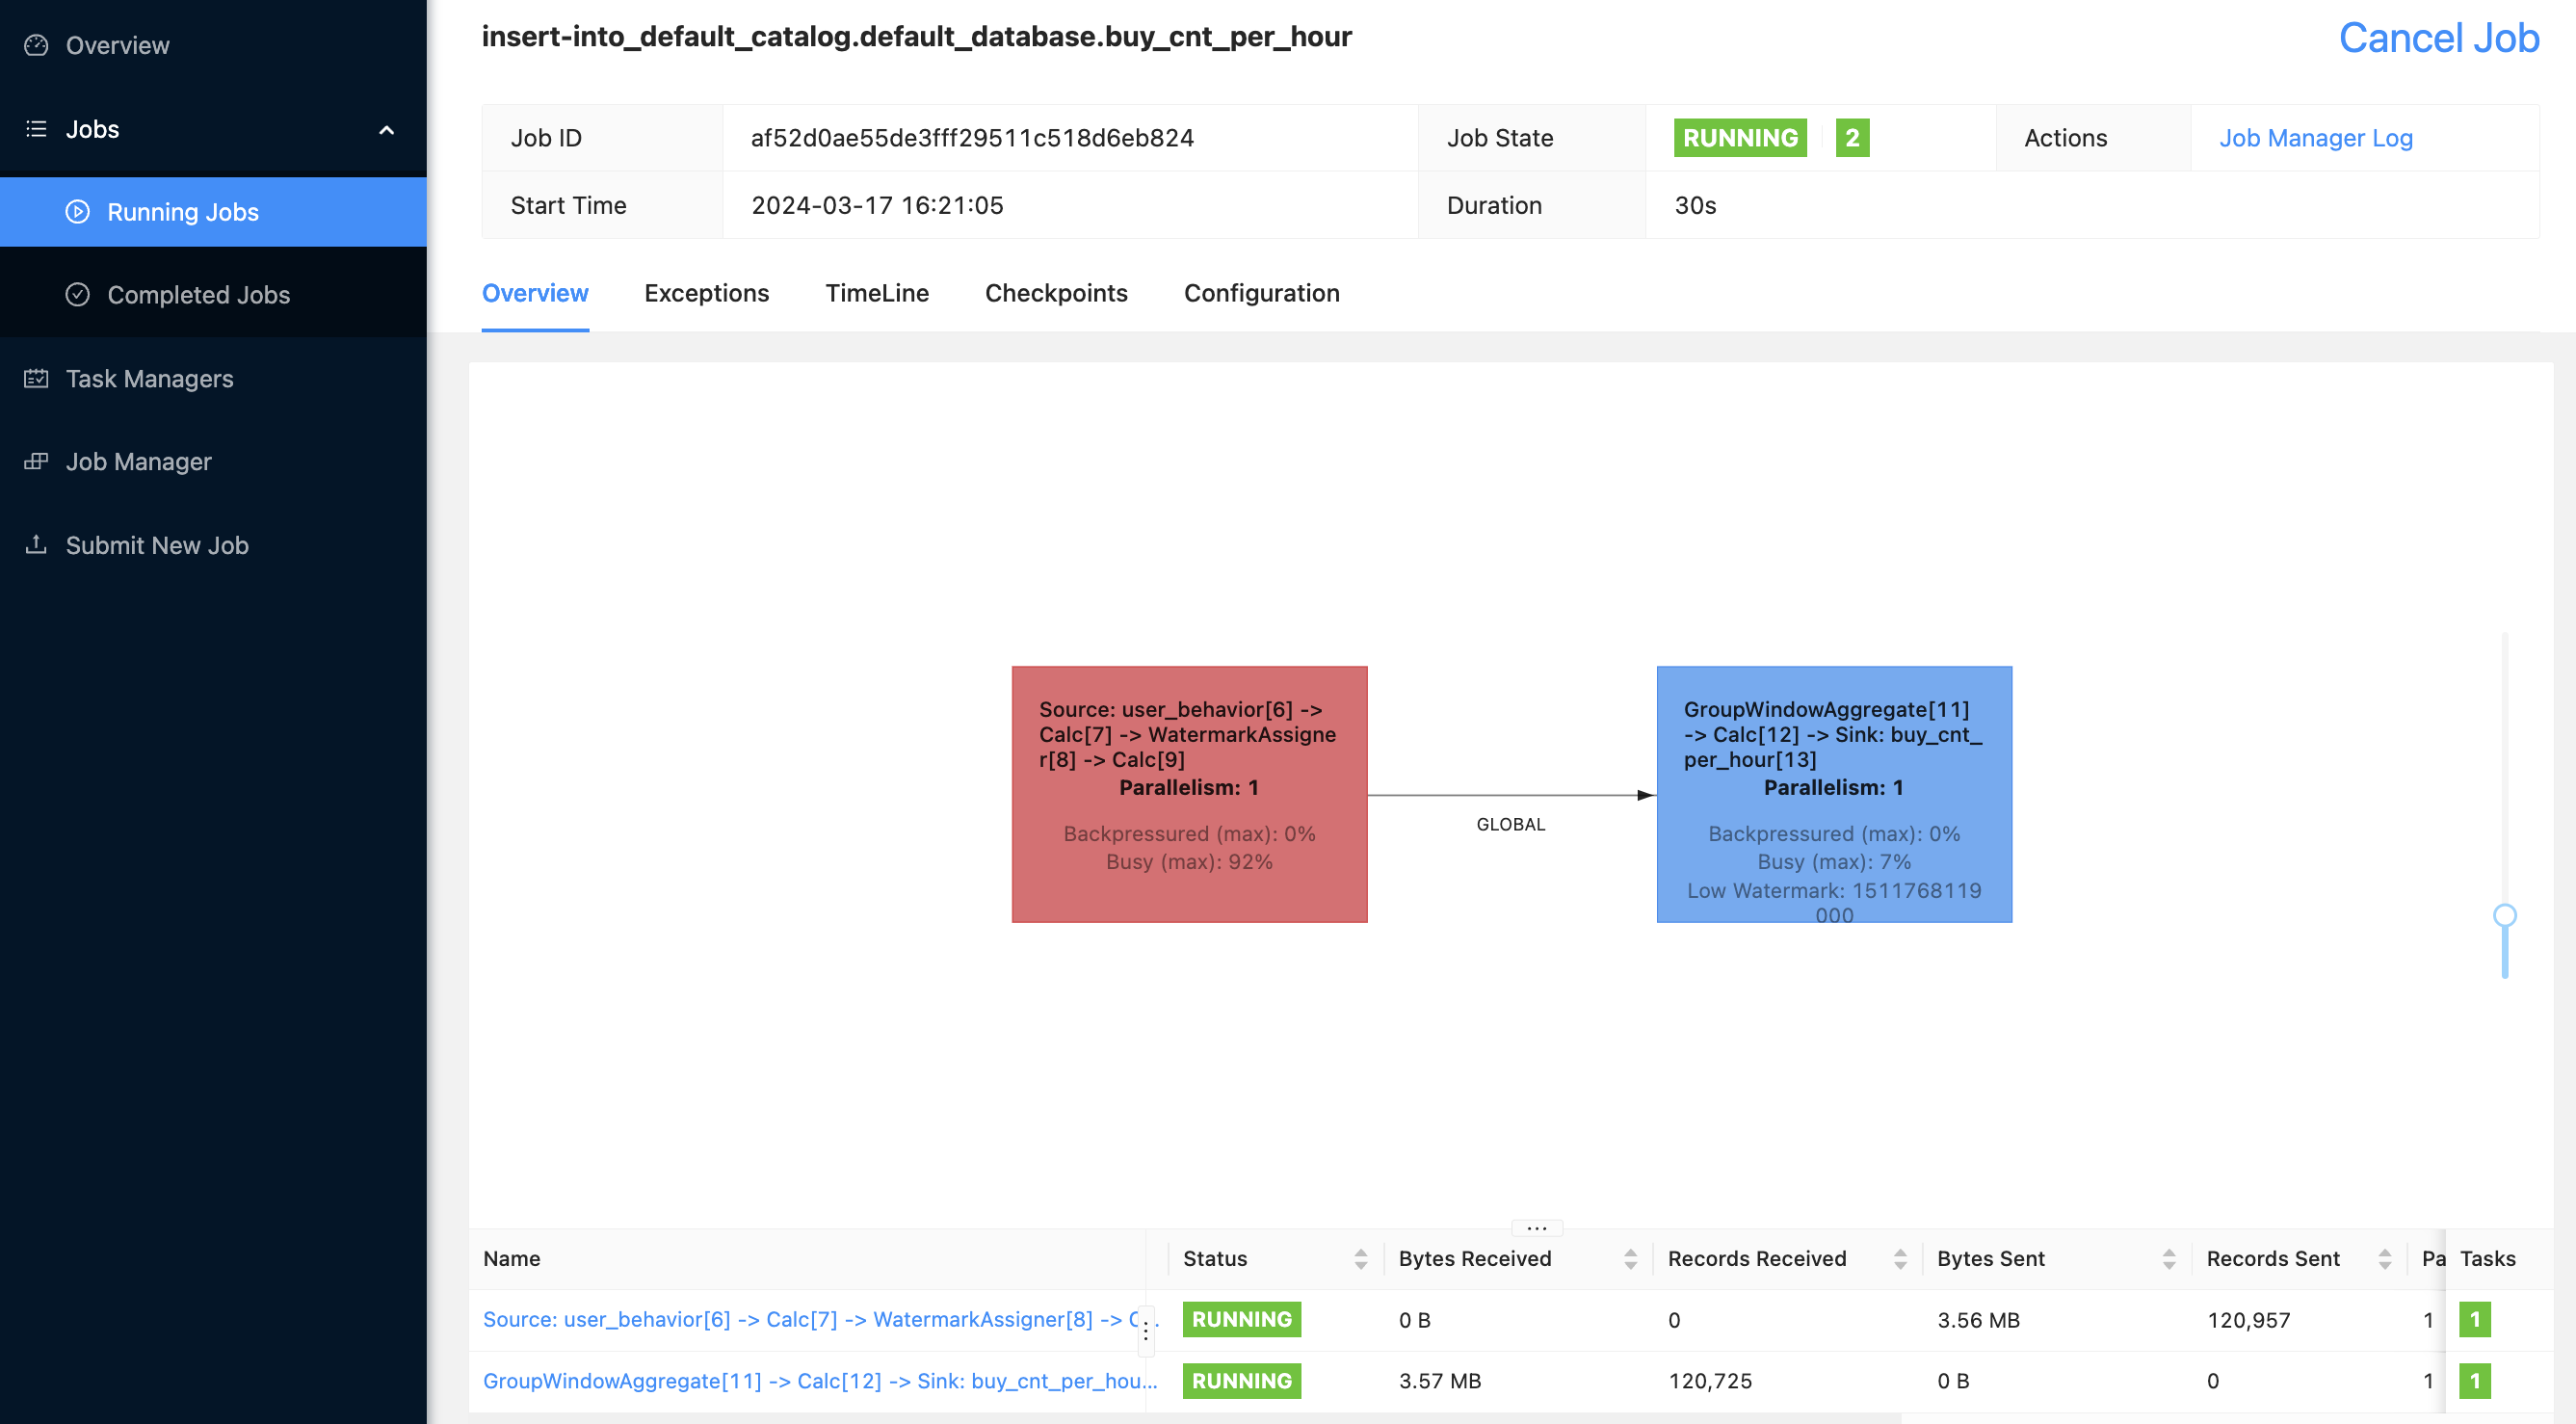 Overview
Jobs
Running Jobs
Completed Jobs
Task Managers
Job Manager
Submit New Job
insert-into_default_catalog.default_database.buy_cnt_per_hour
Cancel Job
Job ID af52d0ae55de3fff29511c518d6eb824 Job State RUNNING 2 Actions Job Manager Log
Start Time 2024-03-17 16:21:05 Duration 30s
Overview Exceptions TimeLine Checkpoints Configuration
Source: user_behavior[6] ->
Calc[7] -> WatermarkAssigne
r[8] -> Calc[9]
Parallelism: 1
Backpressured (max): 0%
Busy (max): 92%
GLOBAL
GroupWindowAggregate[11]
-> Calc[12] -> Sink: buy_cnt_
per_hour[13]
Parallelism: 1
Backpressured (max): 0%
Busy (max): 7%
Low Watermark: 1511768119
000
Name Status Bytes Received Records Received Bytes Sent Records Sent Pa Tasks
Source: user_behavior[6] -> Calc[7] -> WatermarkAssigner[8] -> C... RUNNING 0 B 0 3.56 MB 120,957 1 1
GroupWindowAggregate[11] -> Calc[12] -> Sink: buy_cnt_per_hou... RUNNING 3.57 MB 120,725 0 B 0 1 1